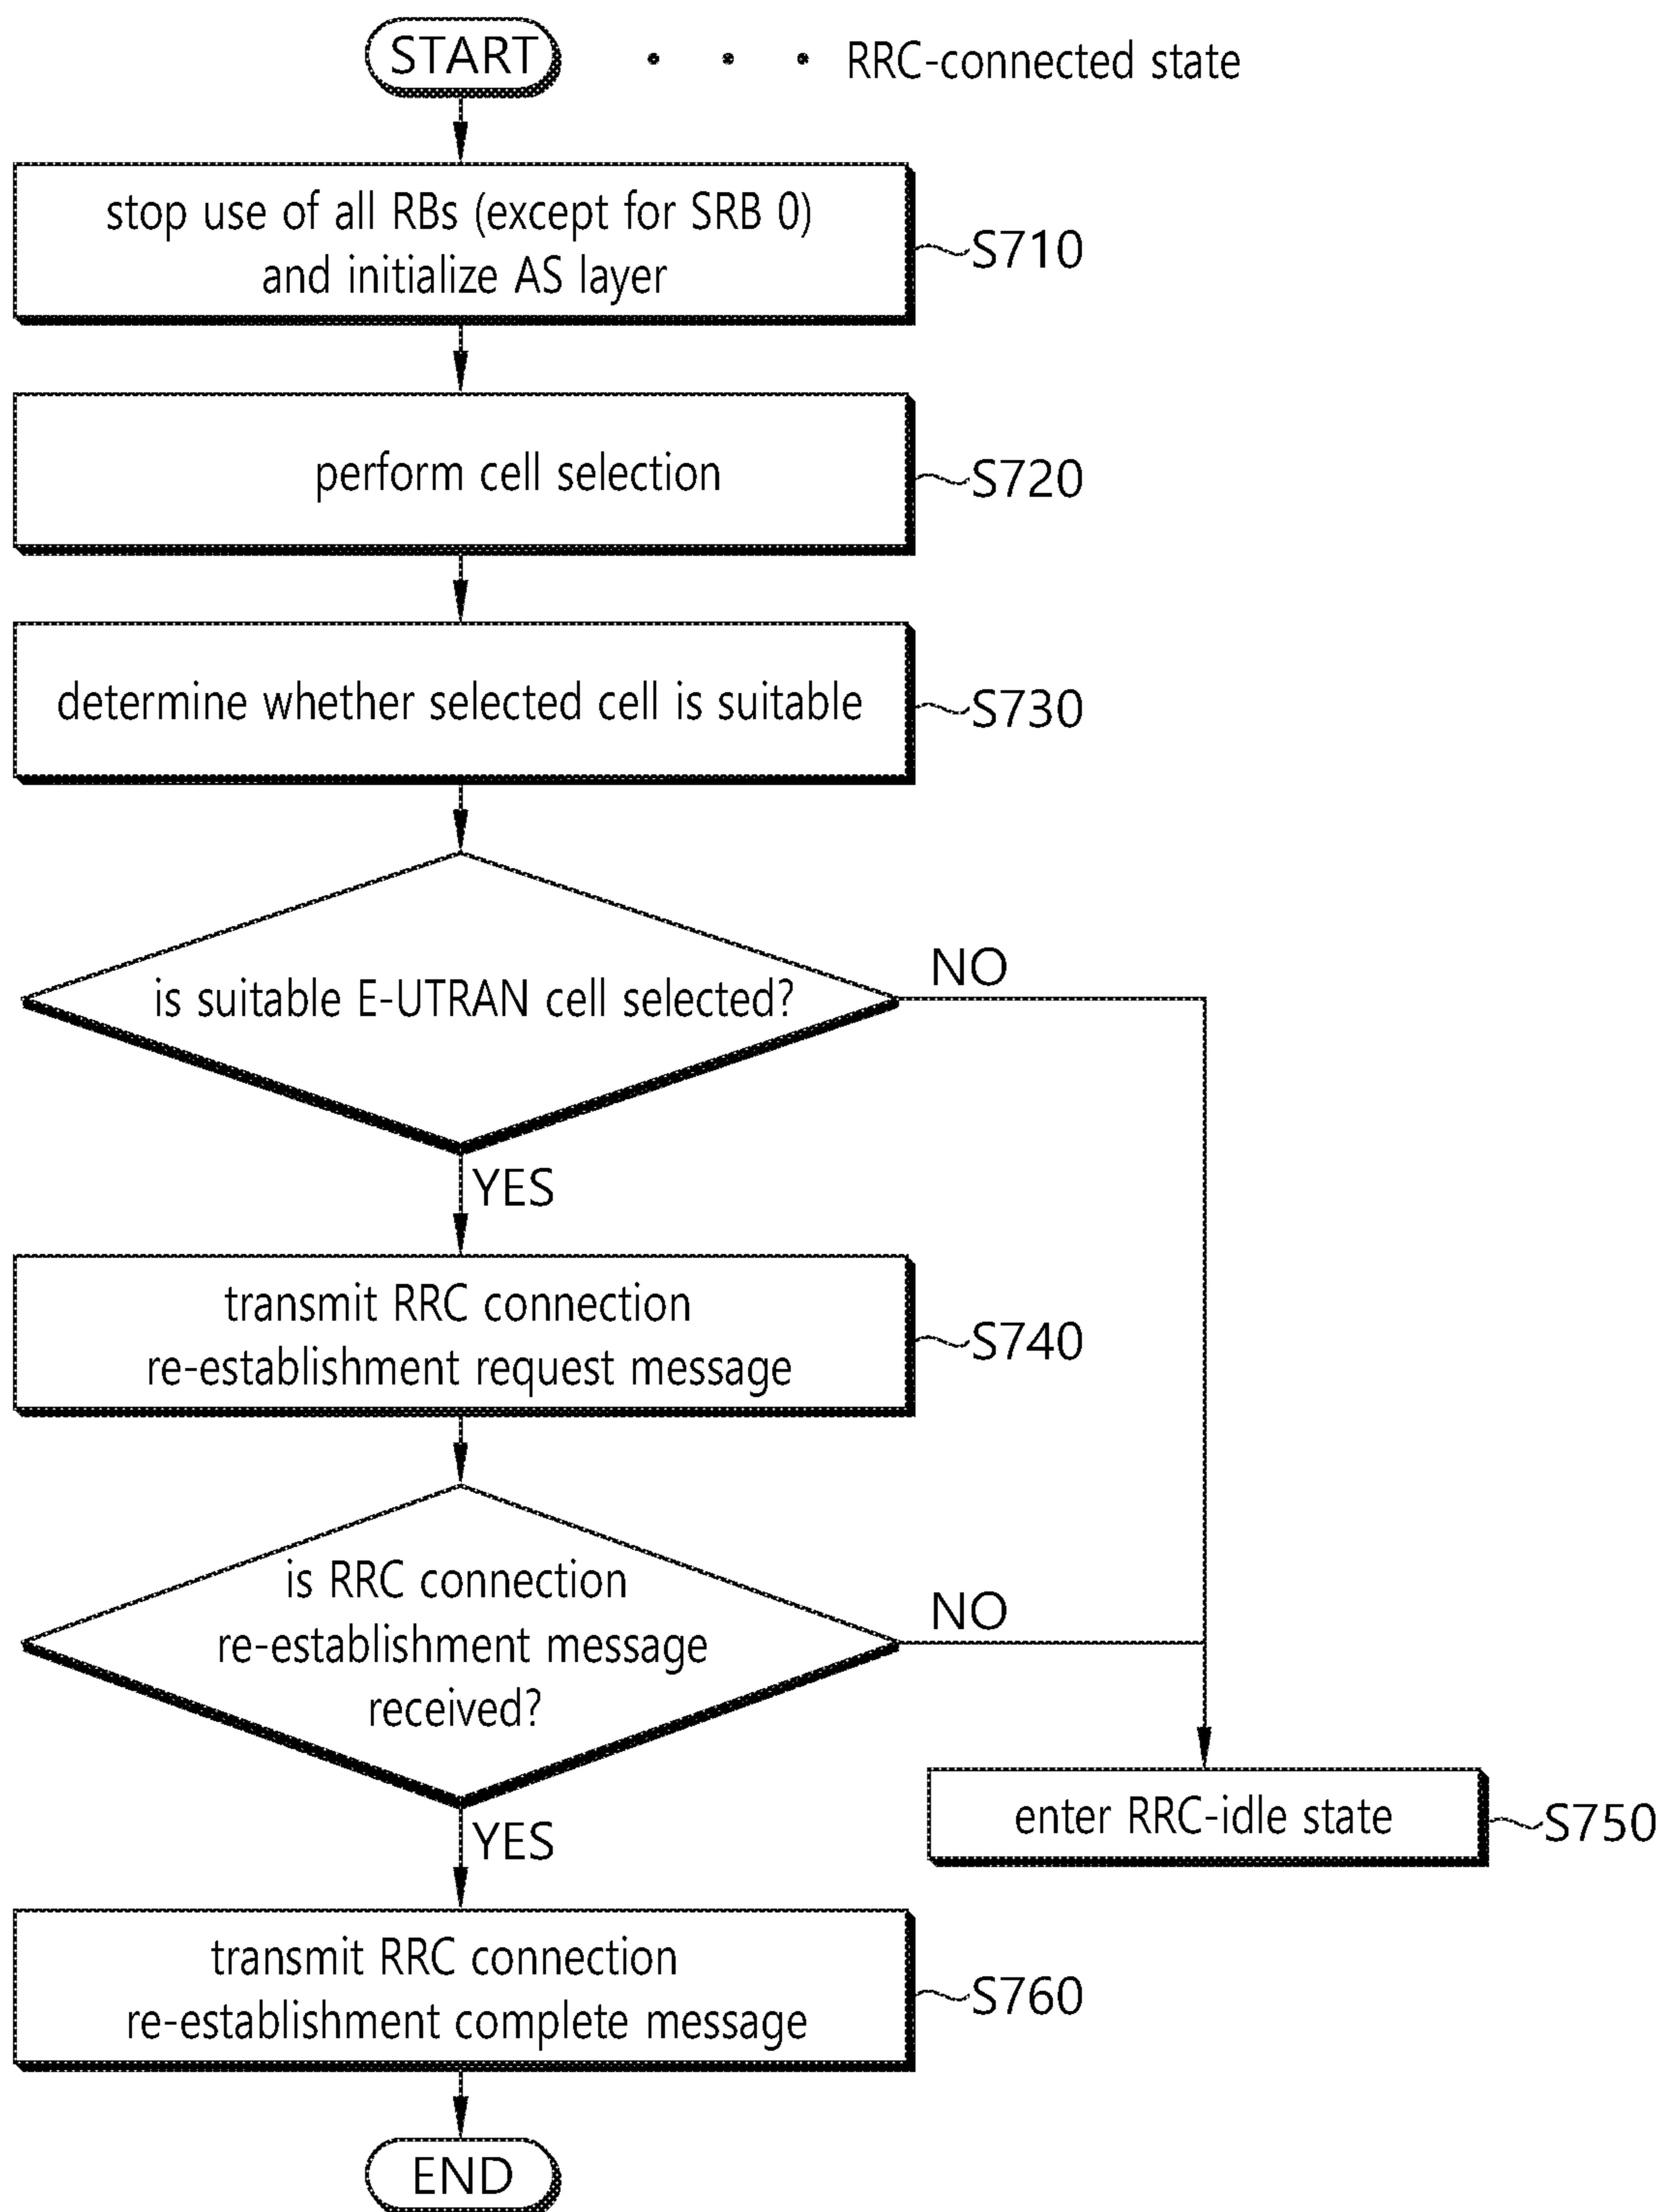 START
RRC-connected state
stop use of all RBs (except for SRB 0)
and initialize AS layer
S710
perform cell selection
S720
determine whether selected cell is suitable
S730
is suitable E-UTRAN cell selected?
NO
YES
transmit RRC connection
re-establishment request message
S740
is RRC connection
re-establishment message
received?
NO
YES
enter RRC-idle state
S750
transmit RRC connection
re-establishment complete message
S760
END